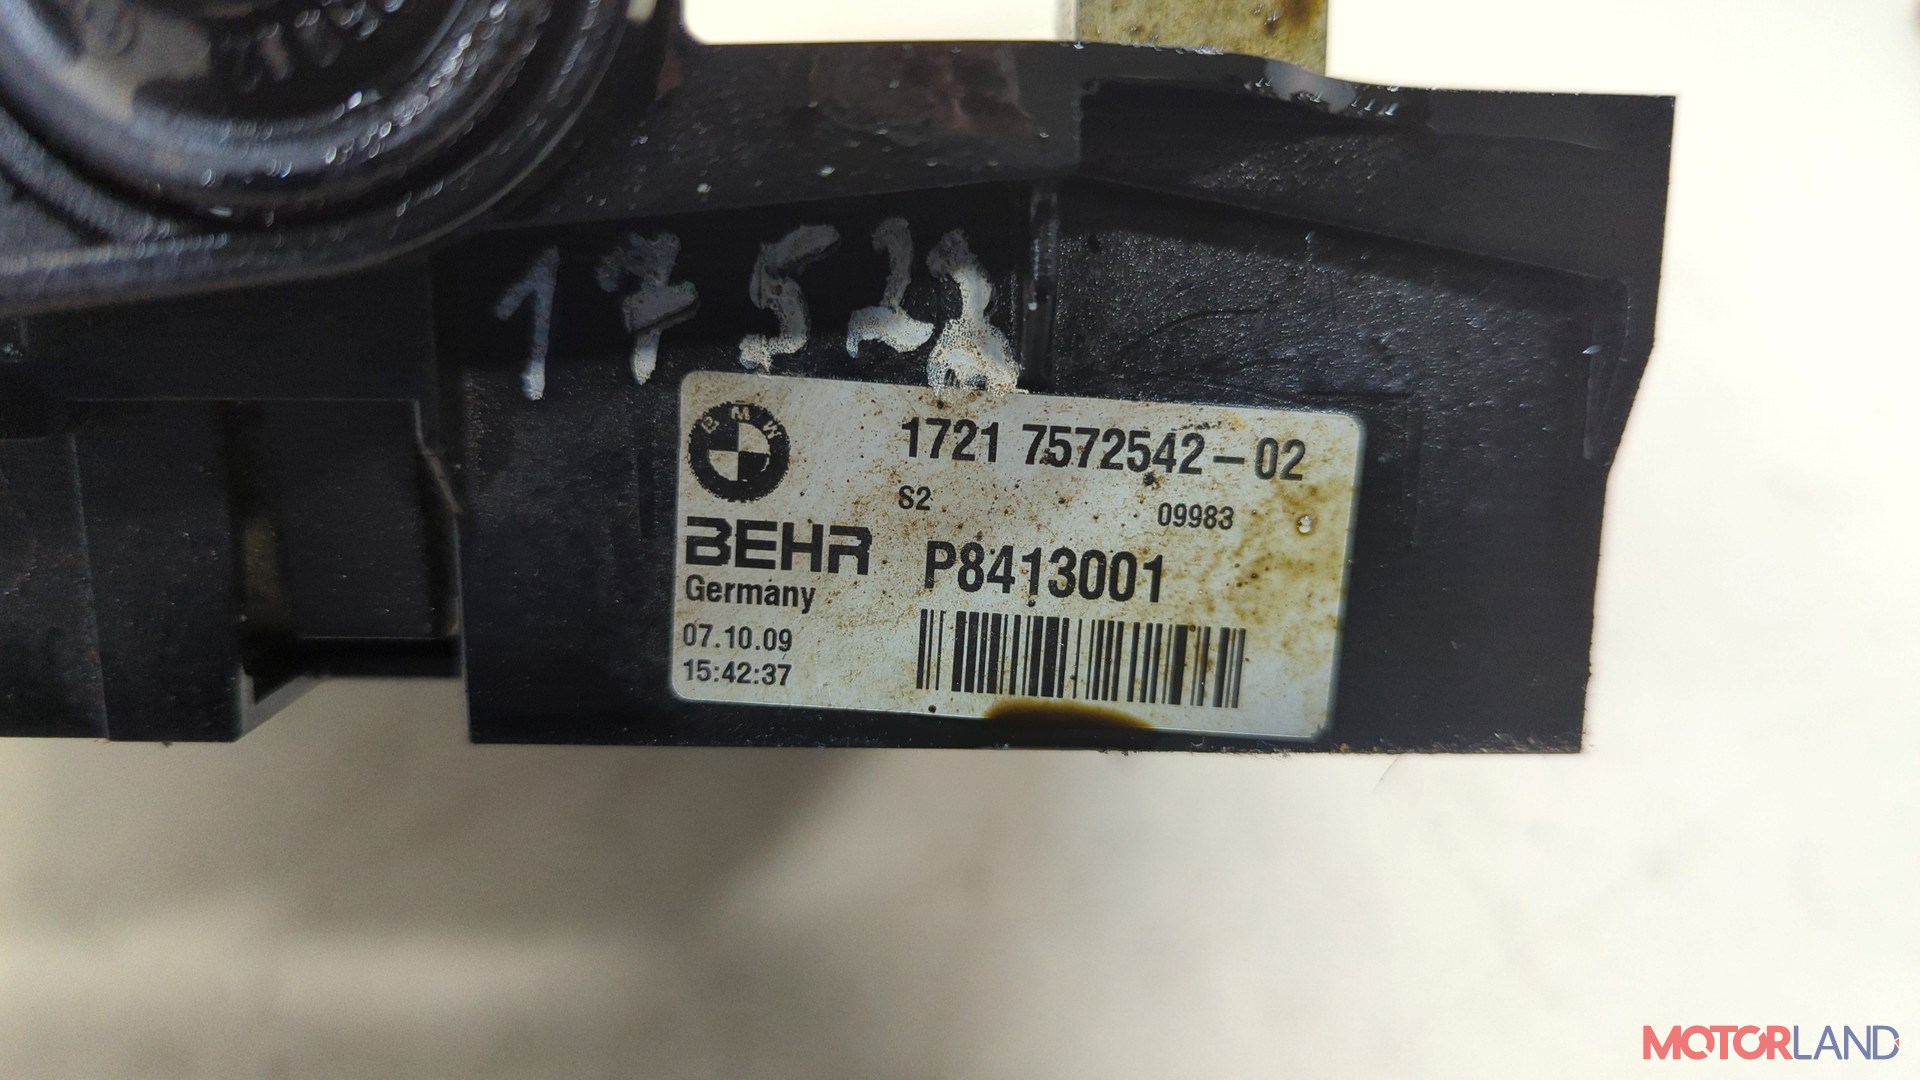 17528
BMW
1721 7572542-02
S2 09983
BEHR P8413001
Germany
07.10.09
15:42:37
MOTORLAND